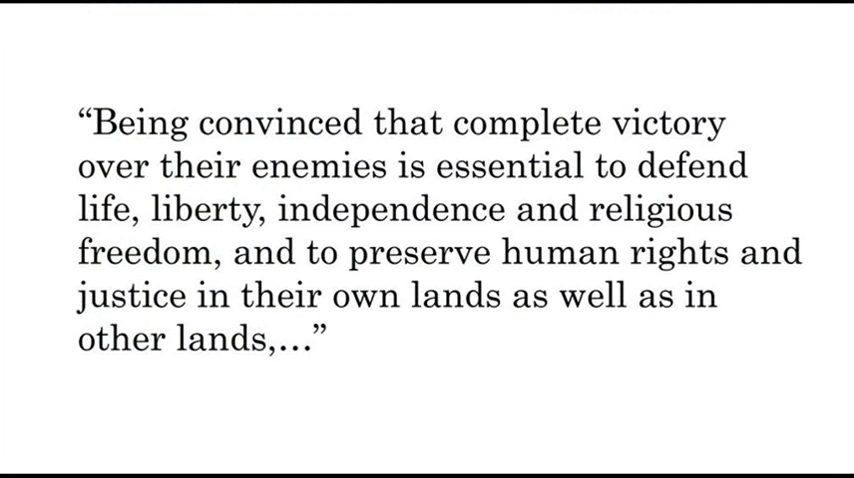 “Being convinced that complete victory
over their enemies is essential to defend
life, liberty, independence and religious
freedom, and to preserve human rights and
justice in their own lands as well as in
other lands,…”